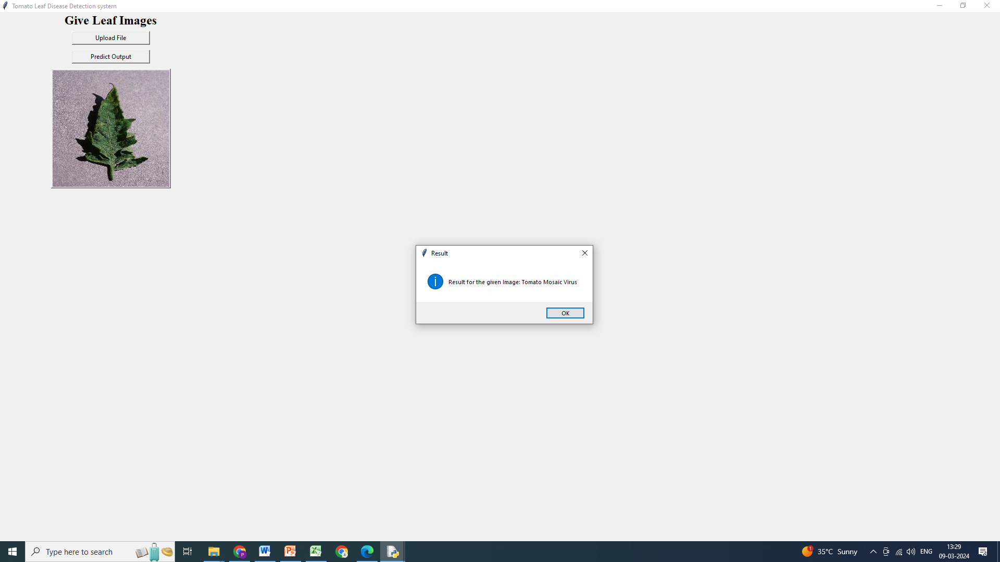 Tomato Leaf Disease Detection system
Give Leaf Images
Upload File
Predict Output
Result
Result for the given Image: Tomato Mosaic Virus
OK
Type here to search
35°C Sunny
ENG
13:29
09-03-2024